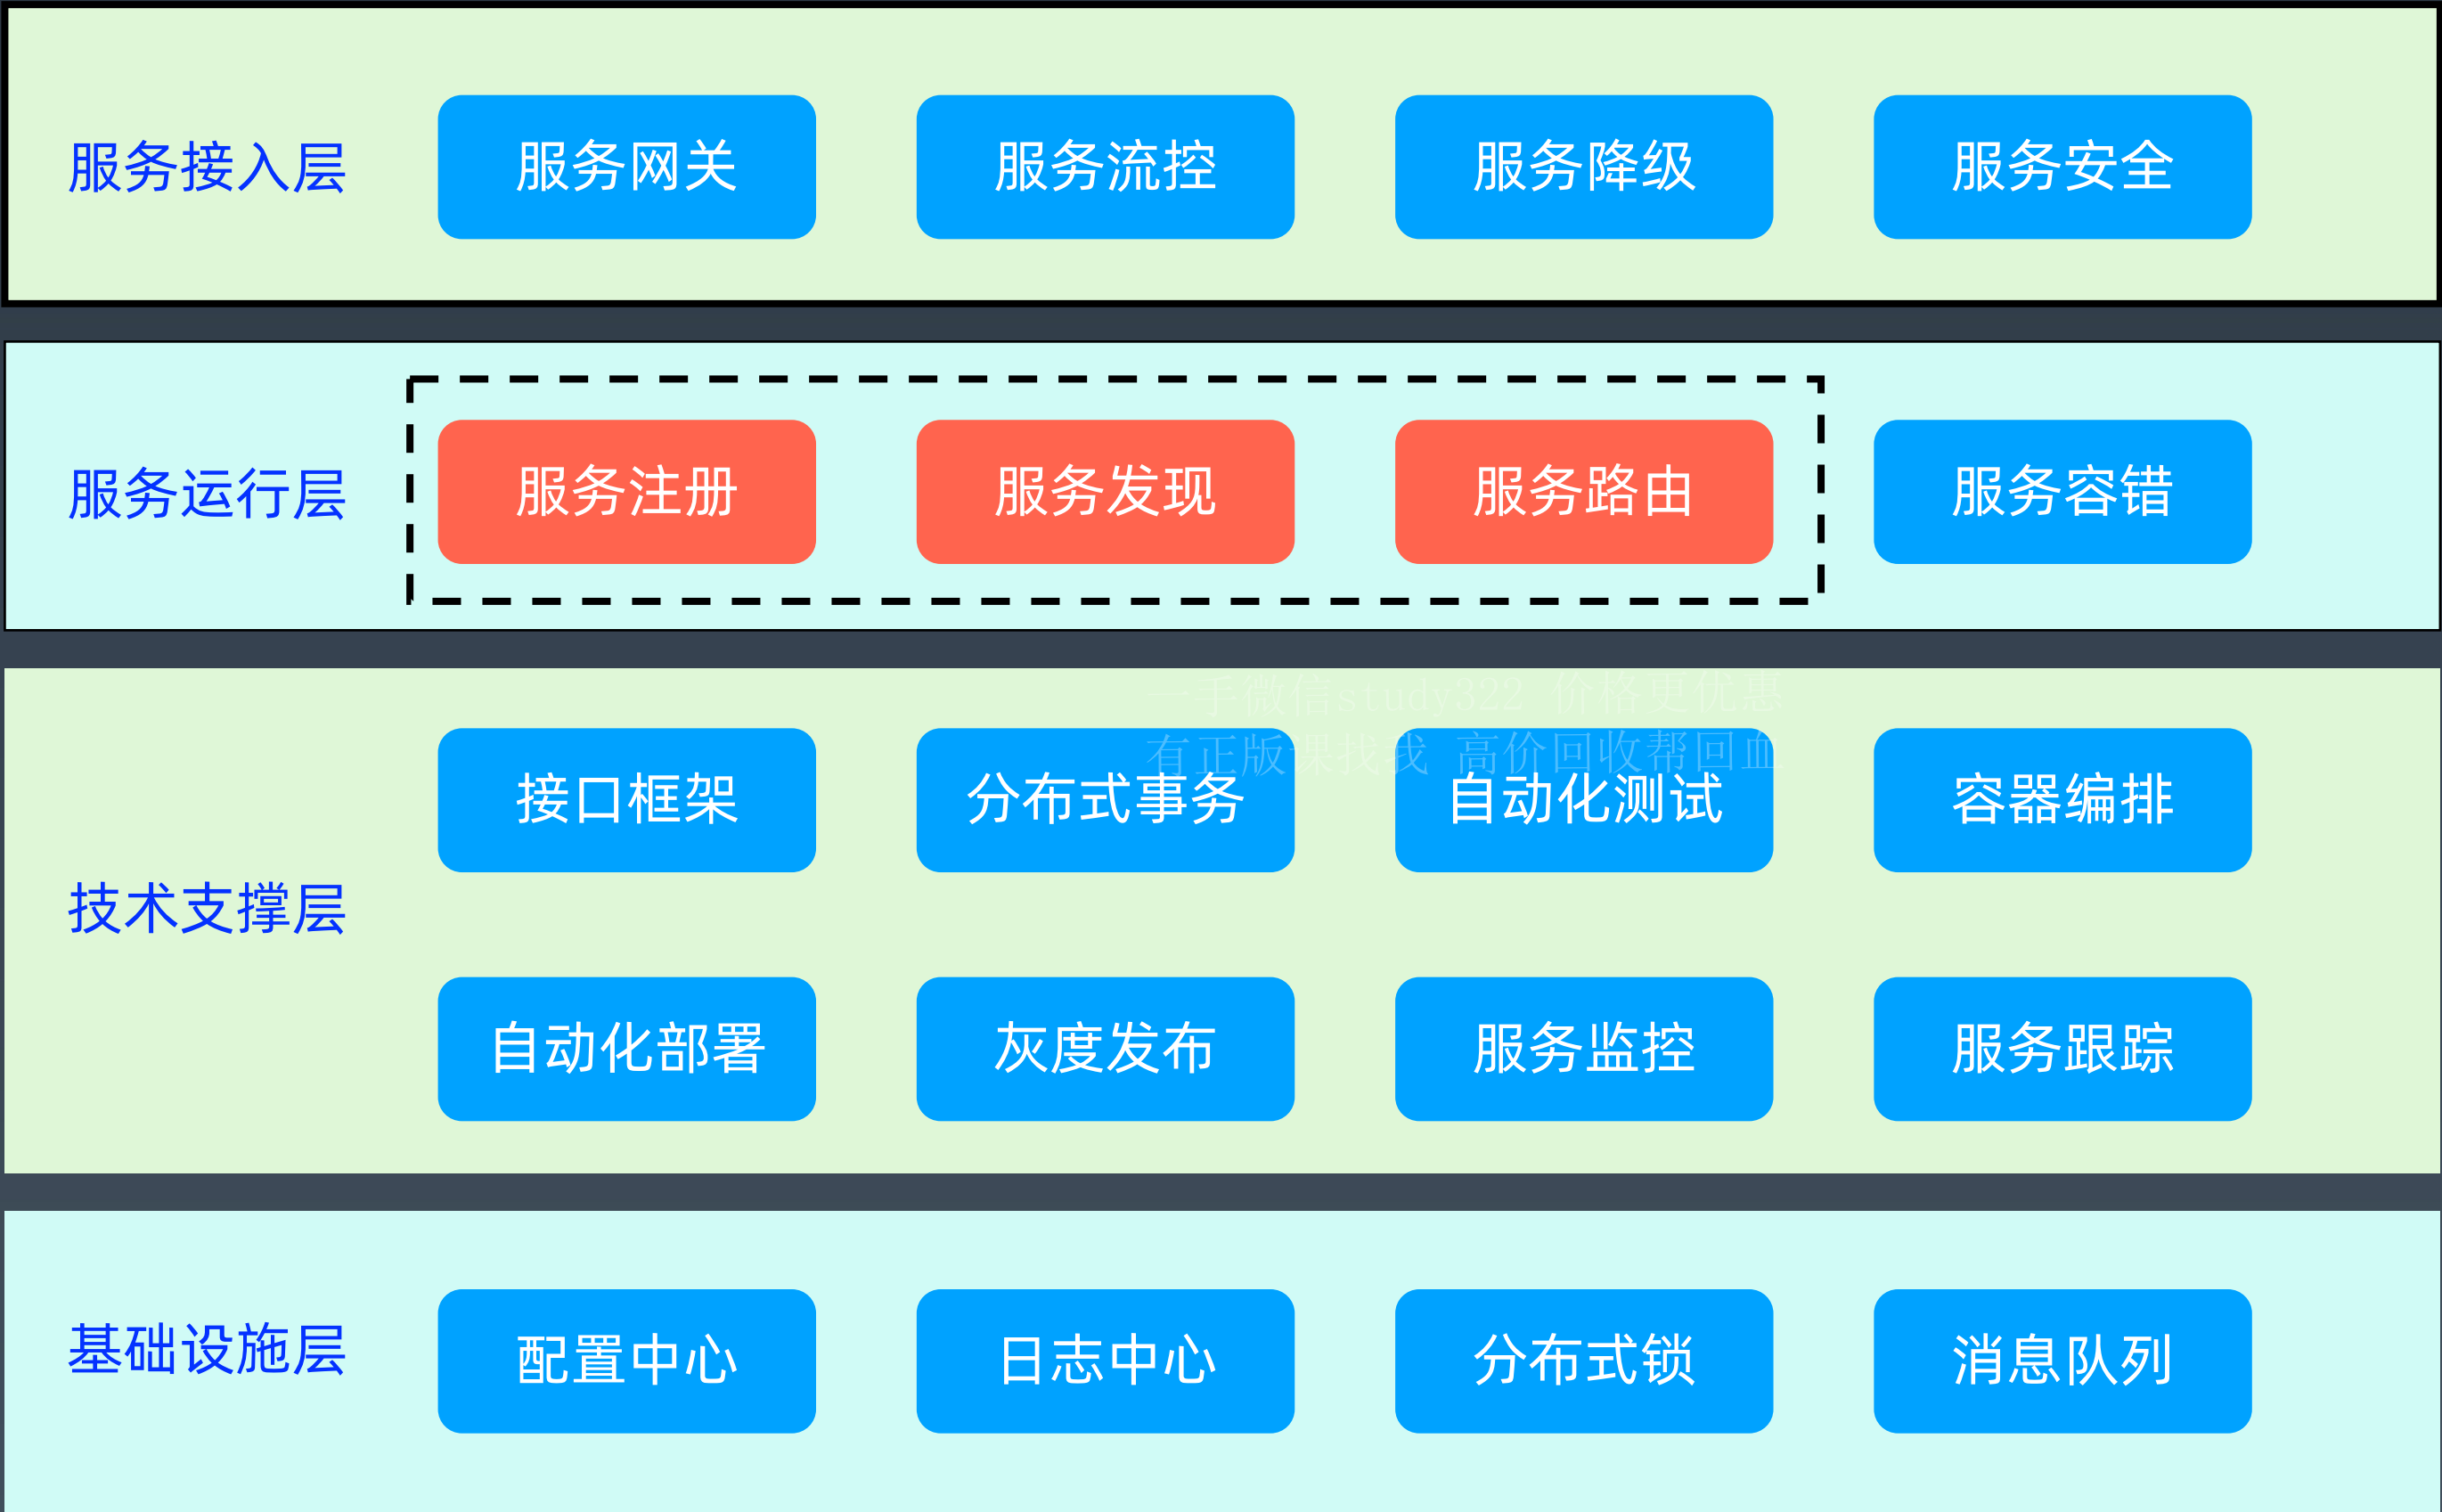 服务接入层
服务网关
服务流控
服务降级
服务安全
服务运行层
服务注册
服务发现
服务路由
服务容错
一手微信study322 价格更优惠
有正版课找我 高价回收帮回血
技术支撑层
接口框架
分布式事务
自动化测试
容器编排
自动化部署
灰度发布
服务监控
服务跟踪
基础设施层
配置中心
日志中心
分布式锁
消息队列